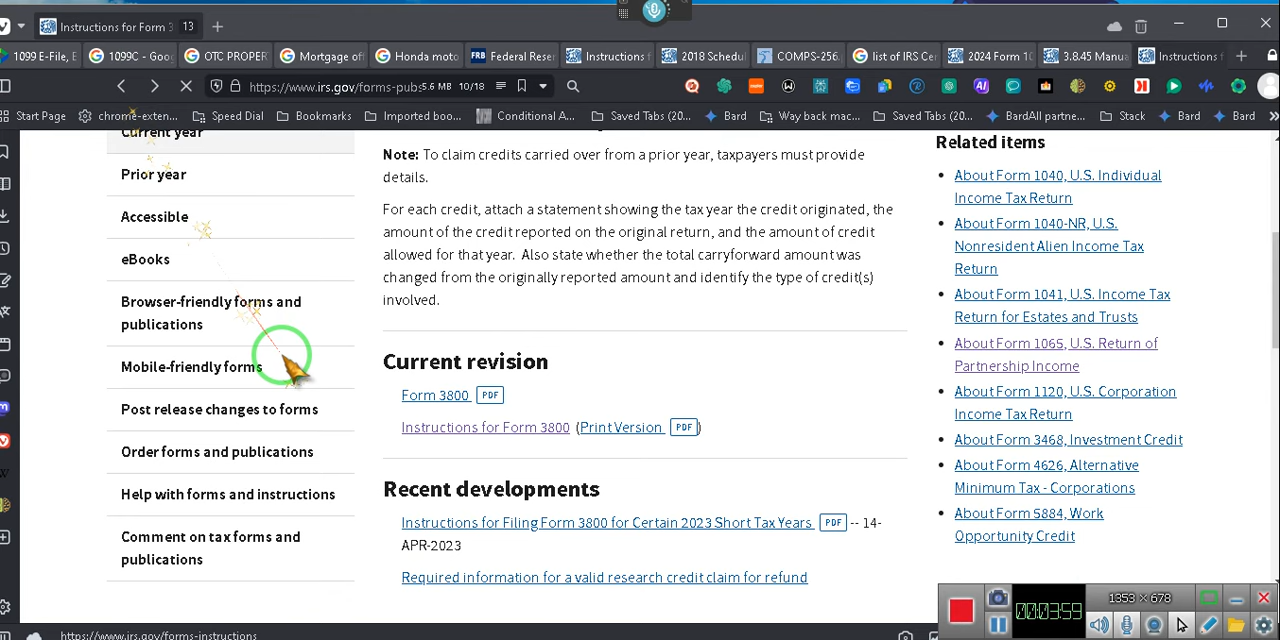 Instructions for Form 3
13
1099 E-File, E
1099C - Goo
OTC PROPER
Mortgage of
Honda moto
FRB
Federal Reser
Instructions f
2018 Schedul
COMPS-256.
list of IRS Cer
2024 Form 10
3.8.45 Manua
Instructions f
https://www.irs.gov/forms-pubs
5.6 MB
10/18
Start Page
chrome-exten...
Speed Dial
Bookmarks
Imported boo...
Conditional A...
Saved Tabs (20...
Bard
Way back mac...
Saved Tabs (20...
BardAll partne...
Stack
Bard
Bard
Current year
Prior year
Accessible
eBooks
Browser-friendly forms and
publications
Mobile-friendly forms
Post release changes to forms
Order forms and publications
Help with forms and instructions
Comment on tax forms and
publications
Note: To claim credits carried over from a prior year, taxpayers must provide
details.
For each credit, attach a statement showing the tax year the credit originated, the
amount of the credit reported on the original return, and the amount of credit
allowed for that year.  Also state whether the total carryforward amount was
changed from the originally reported amount and identify the type of credit(s)
involved.
Current revision
Form 3800 PDF
Instructions for Form 3800 (Print Version PDF)
Recent developments
Instructions for Filing Form 3800 for Certain 2023 Short Tax Years PDF -- 14-
APR-2023
Required information for a valid research credit claim for refund
Related items
About Form 1040, U.S. Individual
Income Tax Return
About Form 1040-NR, U.S.
Nonresident Alien Income Tax
Return
About Form 1041, U.S. Income Tax
Return for Estates and Trusts
About Form 1065, U.S. Return of
Partnership Income
About Form 1120, U.S. Corporation
Income Tax Return
About Form 3468, Investment Credit
About Form 4626, Alternative
Minimum Tax - Corporations
About Form 5884, Work
Opportunity Credit
1353 × 678
00:03:59
https://www.irs.gov/forms-instructions